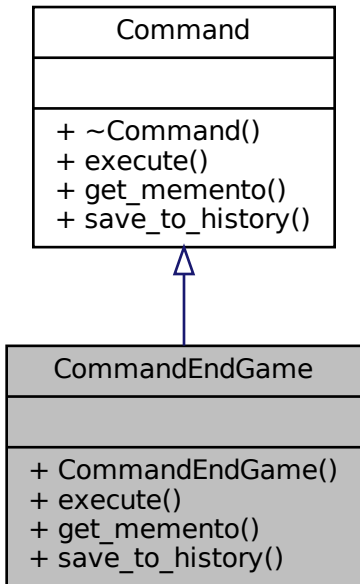 Command
+ ~Command()
+ execute()
+ get_memento()
+ save_to_history()
CommandEndGame
+ CommandEndGame()
+ execute()
+ get_memento()
+ save_to_history()